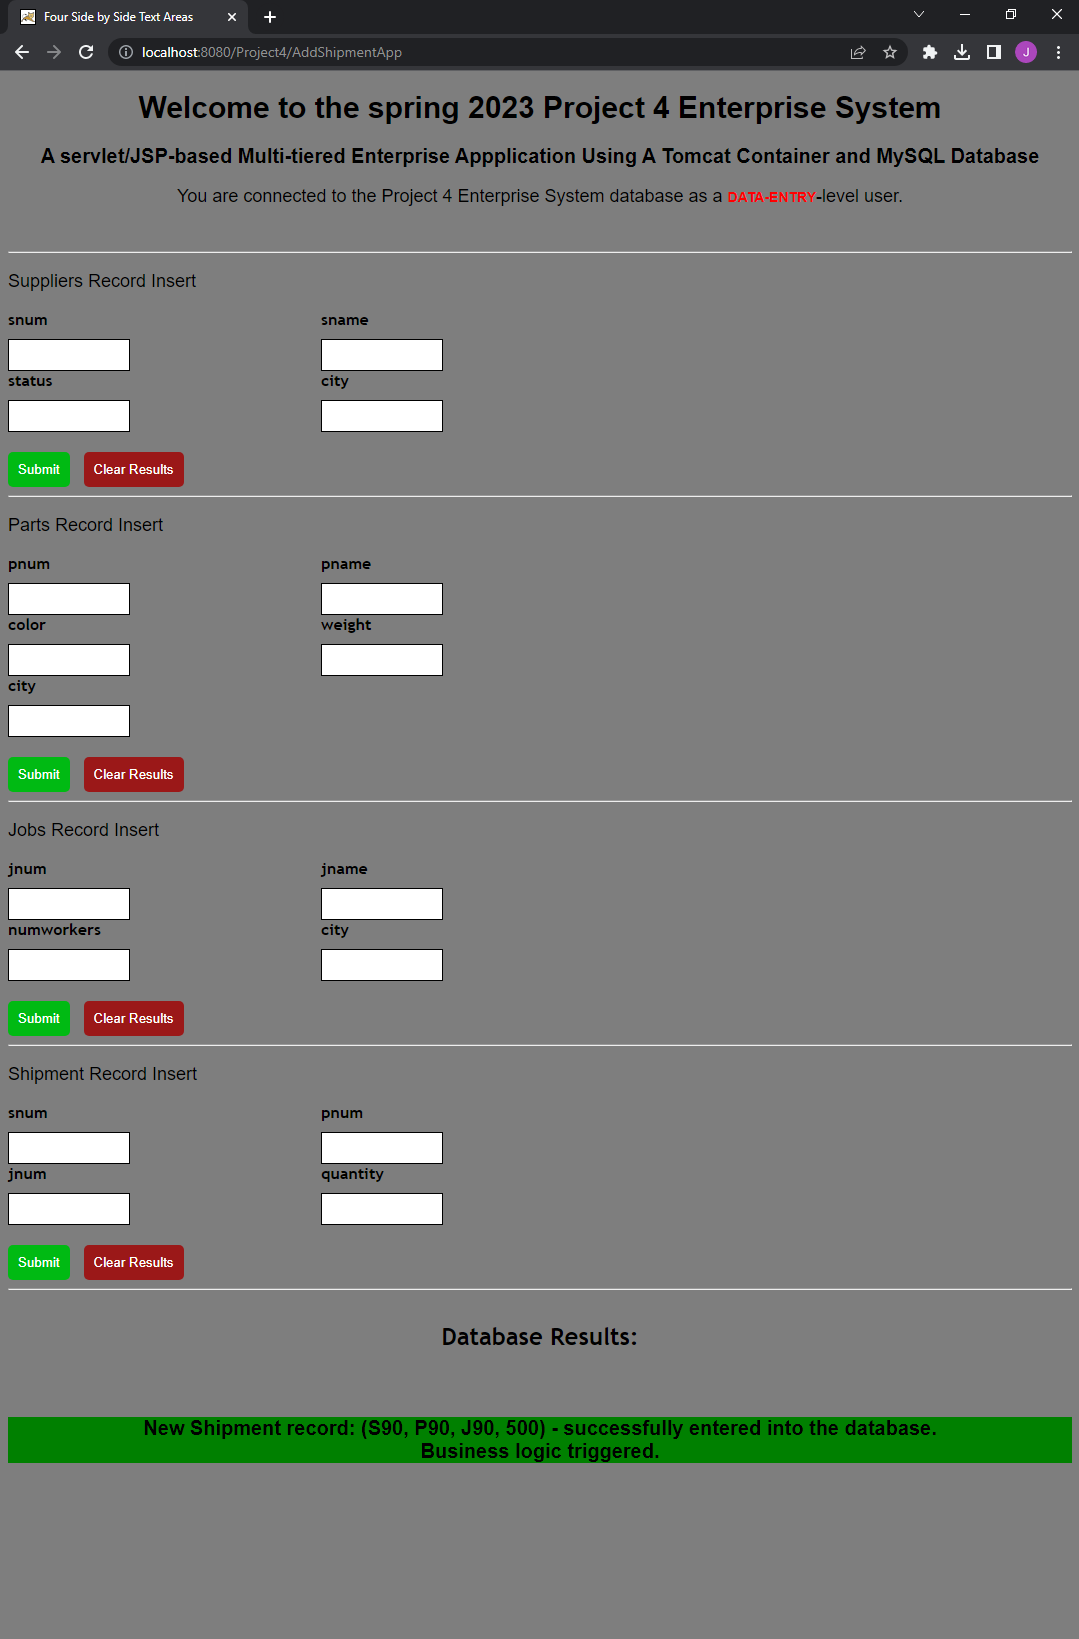 Four Side by Side Text Areas
localhost:8080/Project4/AddShipmentApp
J
Welcome to the spring 2023 Project 4 Enterprise System
A servlet/JSP-based Multi-tiered Enterprise Appplication Using A Tomcat Container and MySQL Database
You are connected to the Project 4 Enterprise System database as a DATA-ENTRY-level user.
Suppliers Record Insert
snum sname
status city
Submit Clear Results
Parts Record Insert
pnum pname
color weight
city
Submit Clear Results
Jobs Record Insert
jnum jname
numworkers city
Submit Clear Results
Shipment Record Insert
snum pnum
jnum quantity
Submit Clear Results
Database Results:
New Shipment record: (S90, P90, J90, 500) - successfully entered into the database.
Business logic triggered.